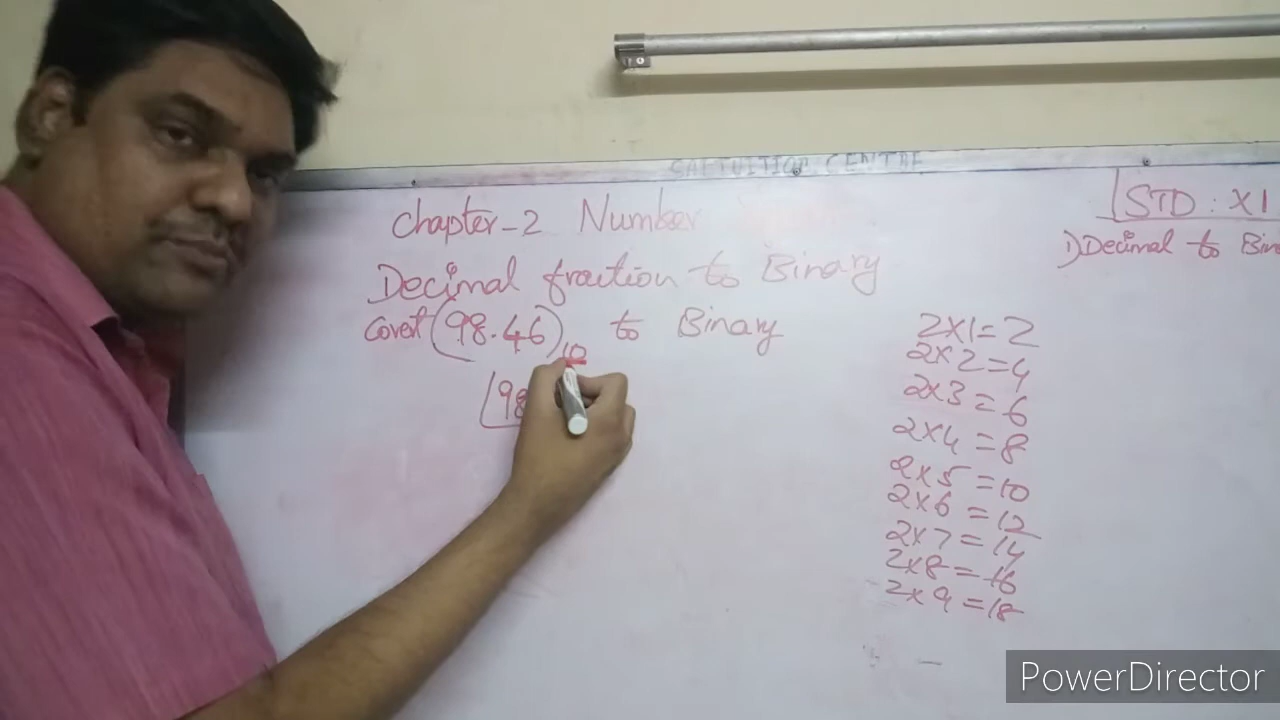 SAI TUITION CENTRE
Chapter-2 Number
STD: XI
1) Decimal to Bin
Decimal fraction to Binary
Covert (98.46)10 to Binary
98
2x1=2
2x2=4
2x3=6
2x4=8
2x5=10
2x6=12
2x7=14
2x8=16
2x9=18
PowerDirector